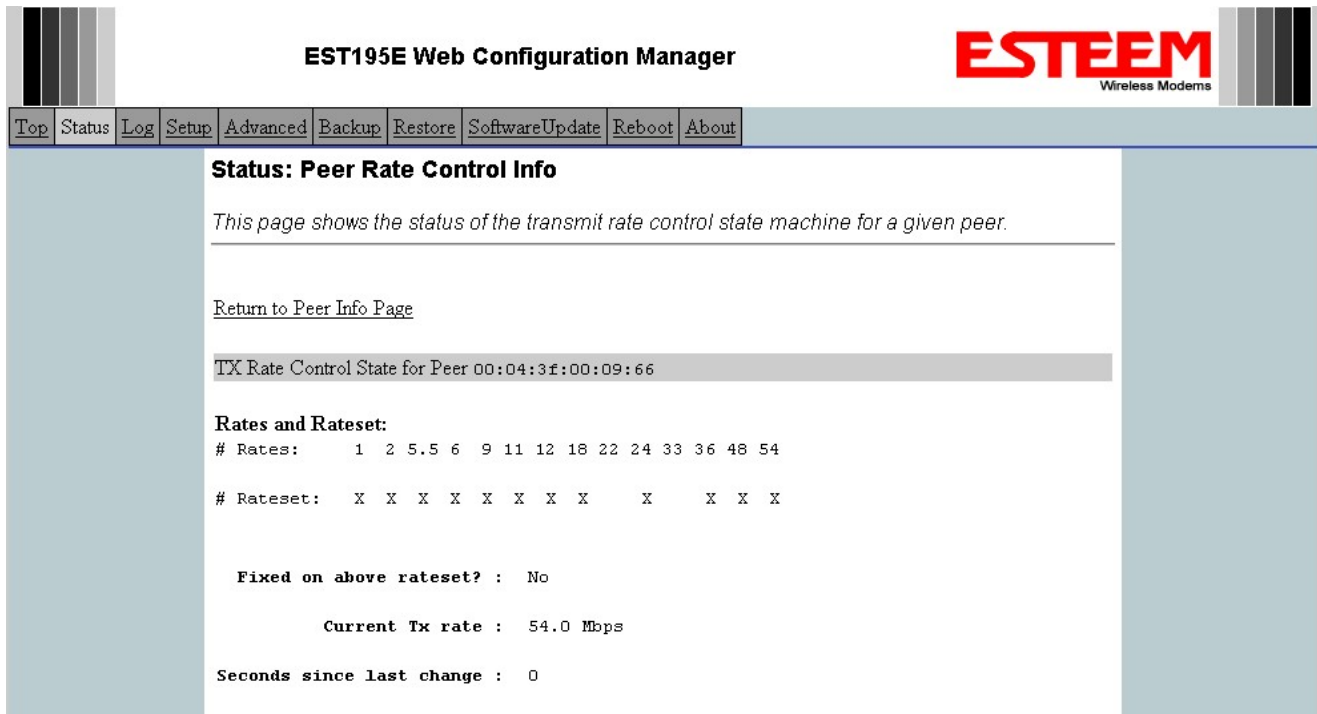 EST195E Web Configuration Manager
ESTEEM
Wireless Modems
Top Status Log Setup Advanced Backup Restore SoftwareUpdate Reboot About
Status: Peer Rate Control Info
This page shows the status of the transmit rate control state machine for a given peer.
Return to Peer Info Page
TX Rate Control State for Peer 00:04:3f:00:09:66
Rates and Rateset:
# Rates: 1 2 5.5 6 9 11 12 18 22 24 33 36 48 54
# Rateset: X X X X X X X X X X X X
Fixed on above rateset? : No
Current Tx rate : 54.0 Mbps
Seconds since last change : 0